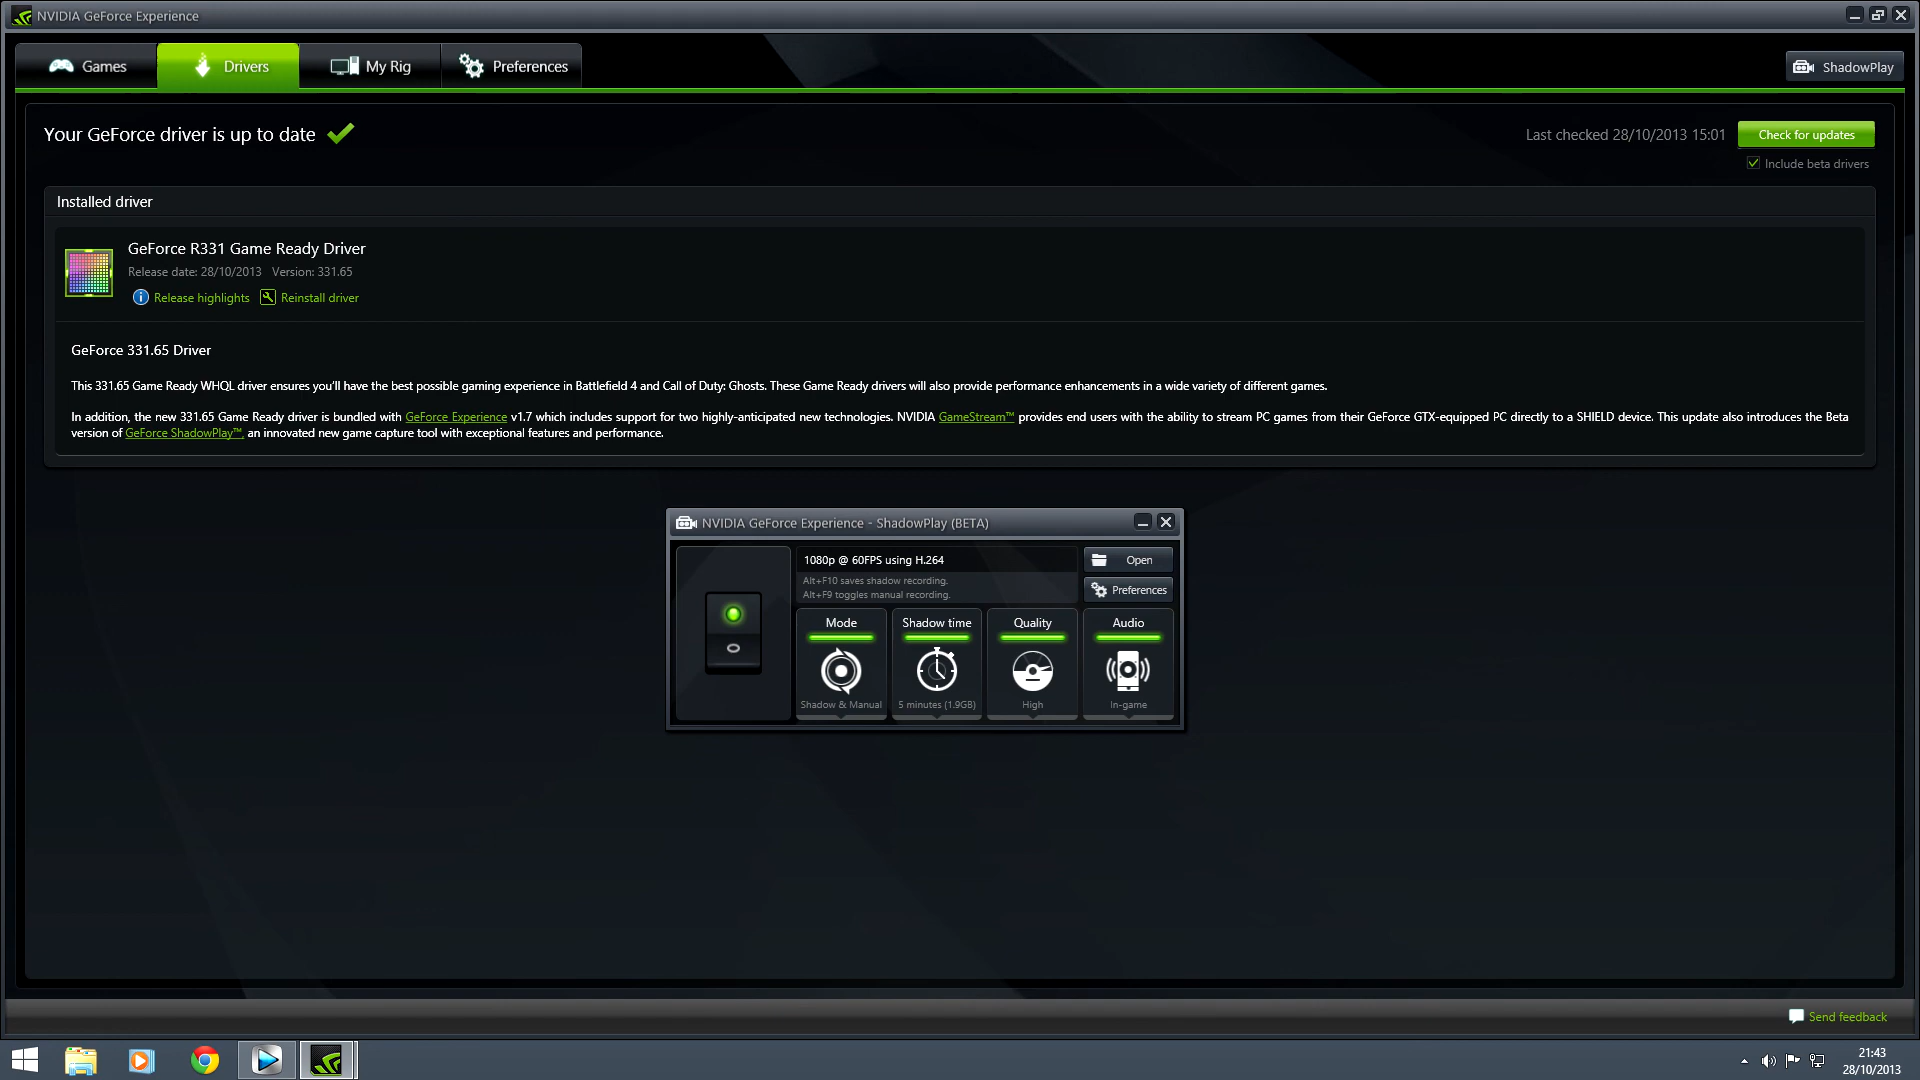 NVIDIA GeForce Experience
Games
Drivers
My Rig
Preferences
ShadowPlay
Your GeForce driver is up to date
Last checked 28/10/2013 15:01
Check for updates
Include beta drivers
Installed driver
GeForce R331 Game Ready Driver
Release date: 28/10/2013 Version: 331.65
Release highlights
Reinstall driver
GeForce 331.65 Driver
This 331.65 Game Ready WHQL driver ensures you'll have the best possible gaming experience in Battlefield 4 and Call of Duty: Ghosts. These Game Ready drivers will also provide performance enhancements in a wide variety of different games.
In addition, the new 331.65 Game Ready driver is bundled with GeForce Experience v1.7 which includes support for two highly-anticipated new technologies. NVIDIA GameStream™ provides end users with the ability to stream PC games from their GeForce GTX-equipped PC directly to a SHIELD device. This update also introduces the Beta
version of GeForce ShadowPlay™, an innovated new game capture tool with exceptional features and performance.
NVIDIA GeForce Experience - ShadowPlay (BETA)
1080p @ 60FPS using H.264
Open
Alt+F10 saves shadow recording.
Alt+F9 toggles manual recording.
Preferences
Mode
Shadow time
Quality
Audio
Shadow & Manual
5 minutes (1.9GB)
High
In-game
Send feedback
21:43
28/10/2013